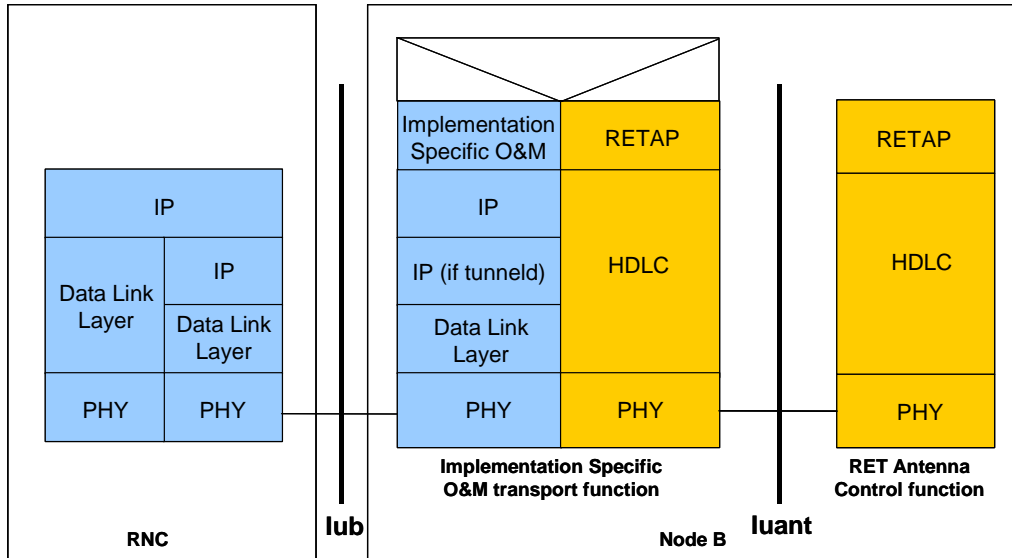 Implementation
Specific O&M
RETAP
RETAP
IP
IP
HDLC
HDLC
Data Link
Layer
IP
IP (if tunneld)
Data Link
Layer
Data Link
Layer
PHY
PHY
PHY
PHY
PHY
Implementation Specific
O&M transport function
RET Antenna
Control function
RNC
Iub
Node B
Iuant